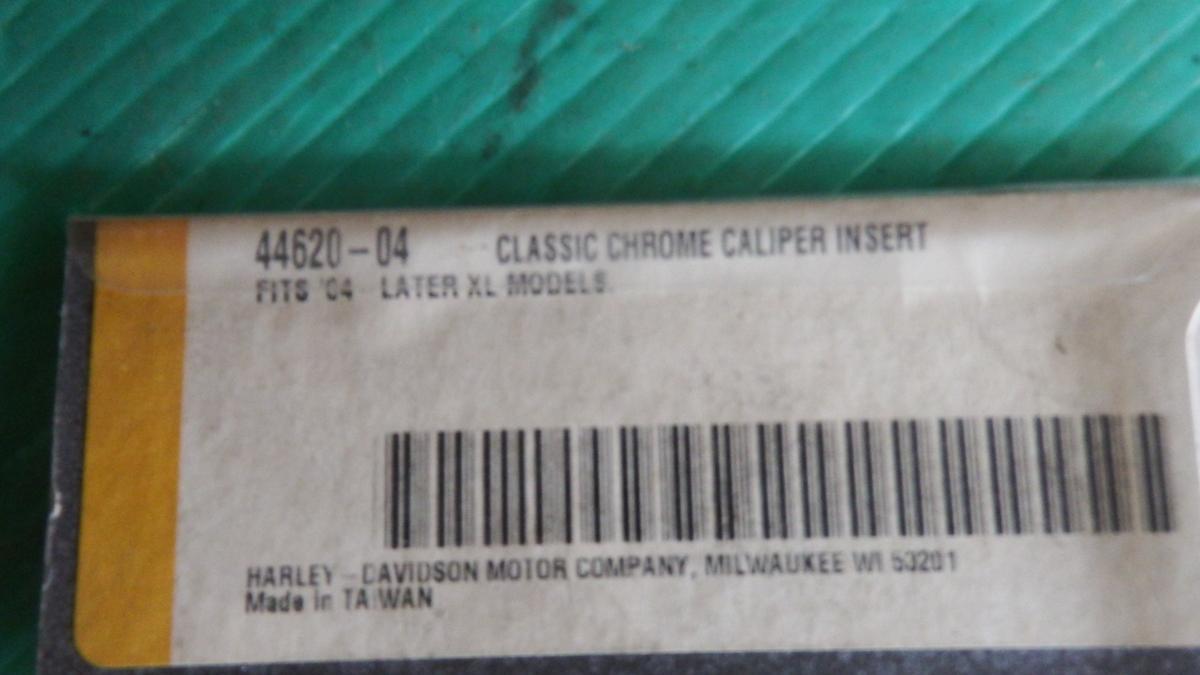 44620-04 CLASSIC CHROME CALIPER INSERT
FITS '04 LATER XL MODELS.
HARLEY-DAVIDSON MOTOR COMPANY, MILWAUKEE WI 53201
Made in TAIWAN